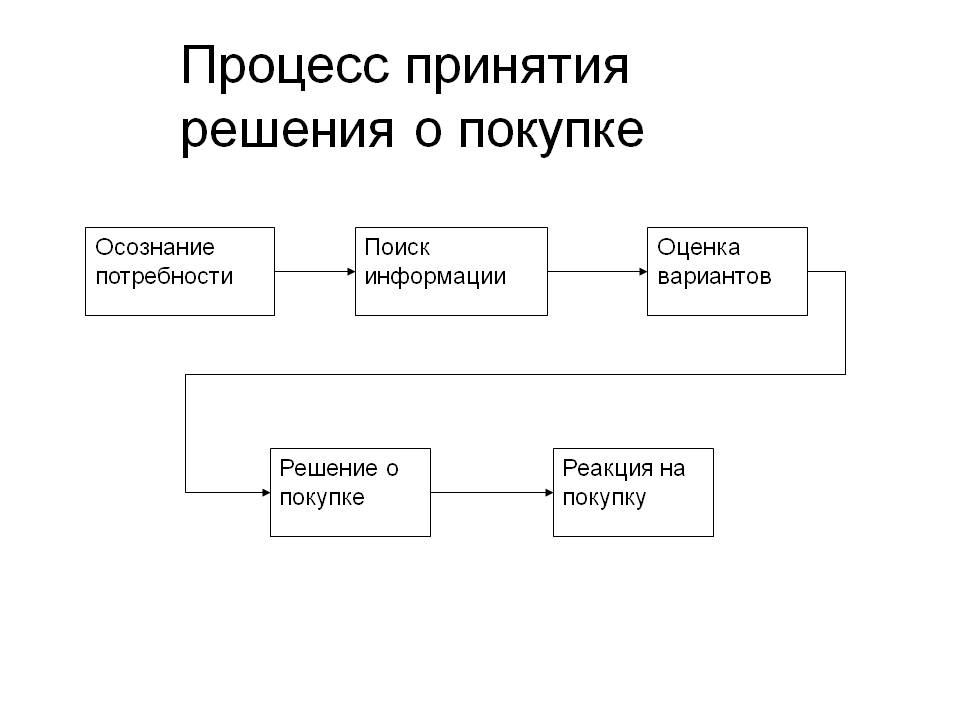 Процесс принятия
решения о покупке
Осознание
потребности
Поиск
информации
Оценка
вариантов
Решение о
покупке
Реакция на
покупку